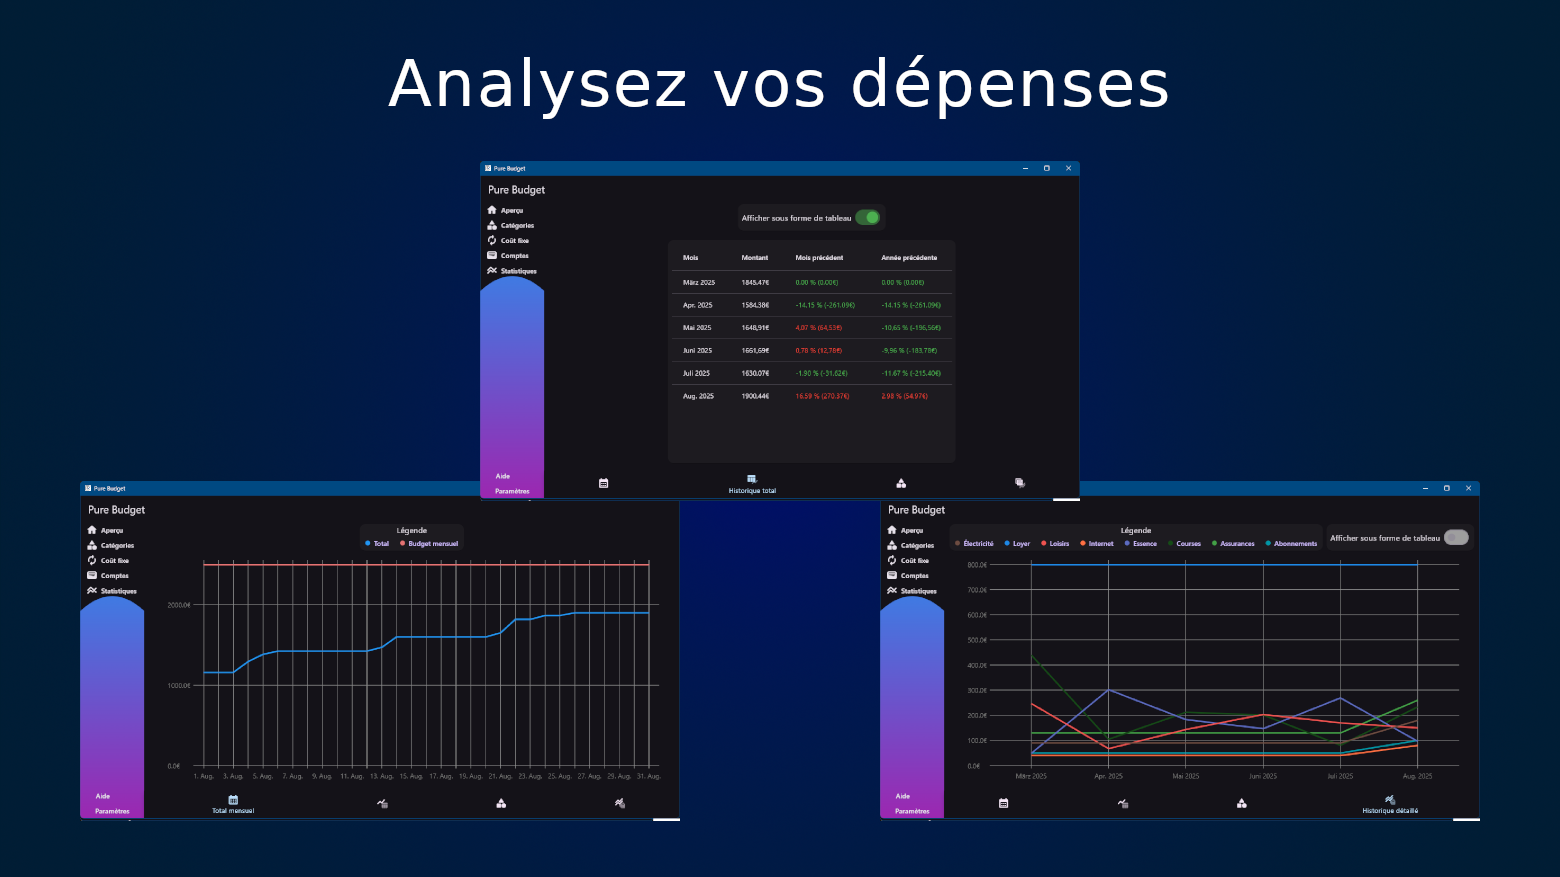 Analysez vos dépenses
Pure Budget
Pure Budget
Aperçu
Catégories
Coût fixe
Comptes
Statistiques
Aide
Paramètres
Afficher sous forme de tableau
Mois Montant Mois précédent Année précédente
März 2025 1845.47€ 0.00 % (0.00€) 0.00 % (0.00€)
Apr. 2025 1584.38€ -14.15 % (-261.09€) -14.15 % (-261.09€)
Mai 2025 1648,91€ 4,07 % (64,53€) -10,65 % (-196,56€)
Juni 2025 1661,69€ 0,78 % (12,78€) -9,96 % (-183,78€)
Juli 2025 1630.07€ -1.90 % (-31.62€) -11.67 % (-215.40€)
Aug. 2025 1900.44€ 16.59 % (270.37€) 2.98 % (54.97€)
Historique total
Pure Budget
Pure Budget
Aperçu
Catégories
Coût fixe
Comptes
Statistiques
Aide
Paramètres
Légende
Total Budget mensuel
2000.0€
1000.0€
0.0€
1. Aug. 3. Aug. 5. Aug. 7. Aug. 9. Aug. 11. Aug. 13. Aug. 15. Aug. 17. Aug. 19. Aug. 21. Aug. 23. Aug. 25. Aug. 27. Aug. 29. Aug. 31. Aug.
Total mensuel
Pure Budget
Pure Budget
Aperçu
Catégories
Coût fixe
Comptes
Statistiques
Aide
Paramètres
Légende
Électricité Loyer Loisirs Internet Essence Courses Assurances Abonnements
Afficher sous forme de tableau
800.0€
700.0€
600.0€
500.0€
400.0€
300.0€
200.0€
100.0€
0.0€
März 2025 Apr. 2025 Mai 2025 Juni 2025 Juli 2025 Aug. 2025
Historique détaillé